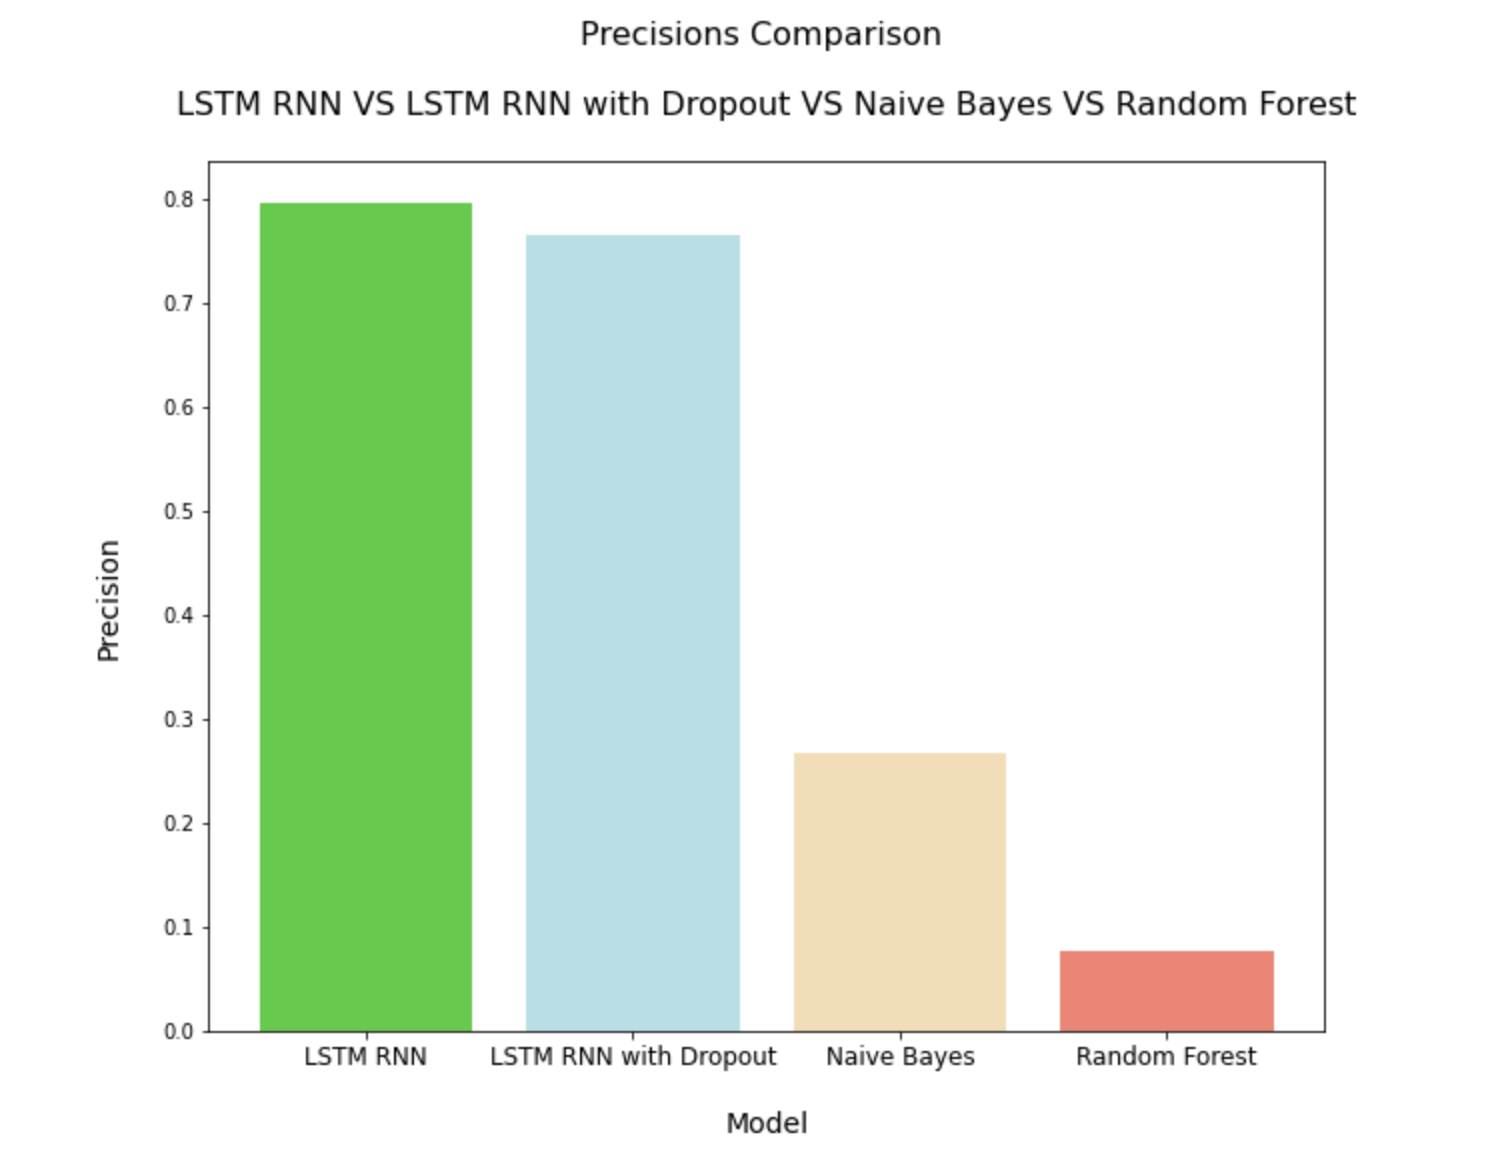 Precisions Comparison
LSTM RNN VS LSTM RNN with Dropout VS Naive Bayes VS Random Forest
0.8
0.7
0.6
0.5
0.4
0.3
0.2
0.1
0.0
Precision
LSTM RNN
LSTM RNN with Dropout
Naive Bayes
Random Forest
Model